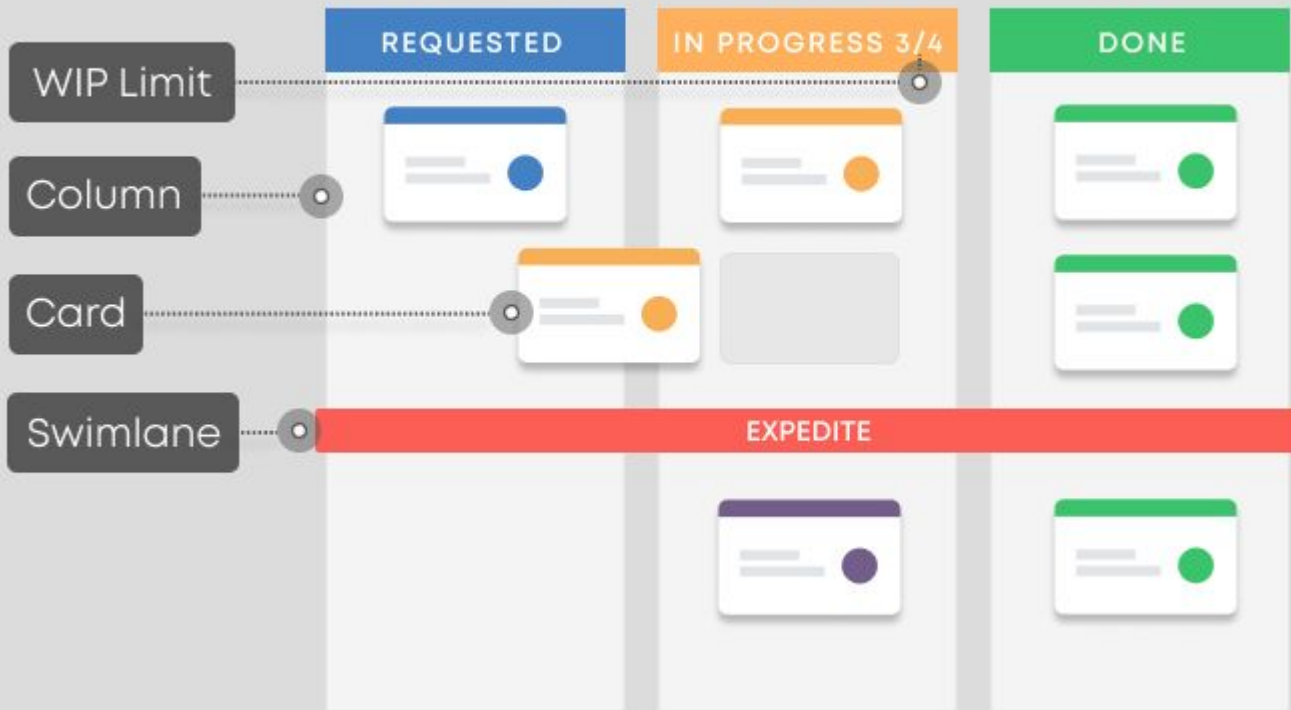 REQUESTED
IN PROGRESS 3/4
DONE
WIP Limit
Column
Card
Swimlane
EXPEDITE